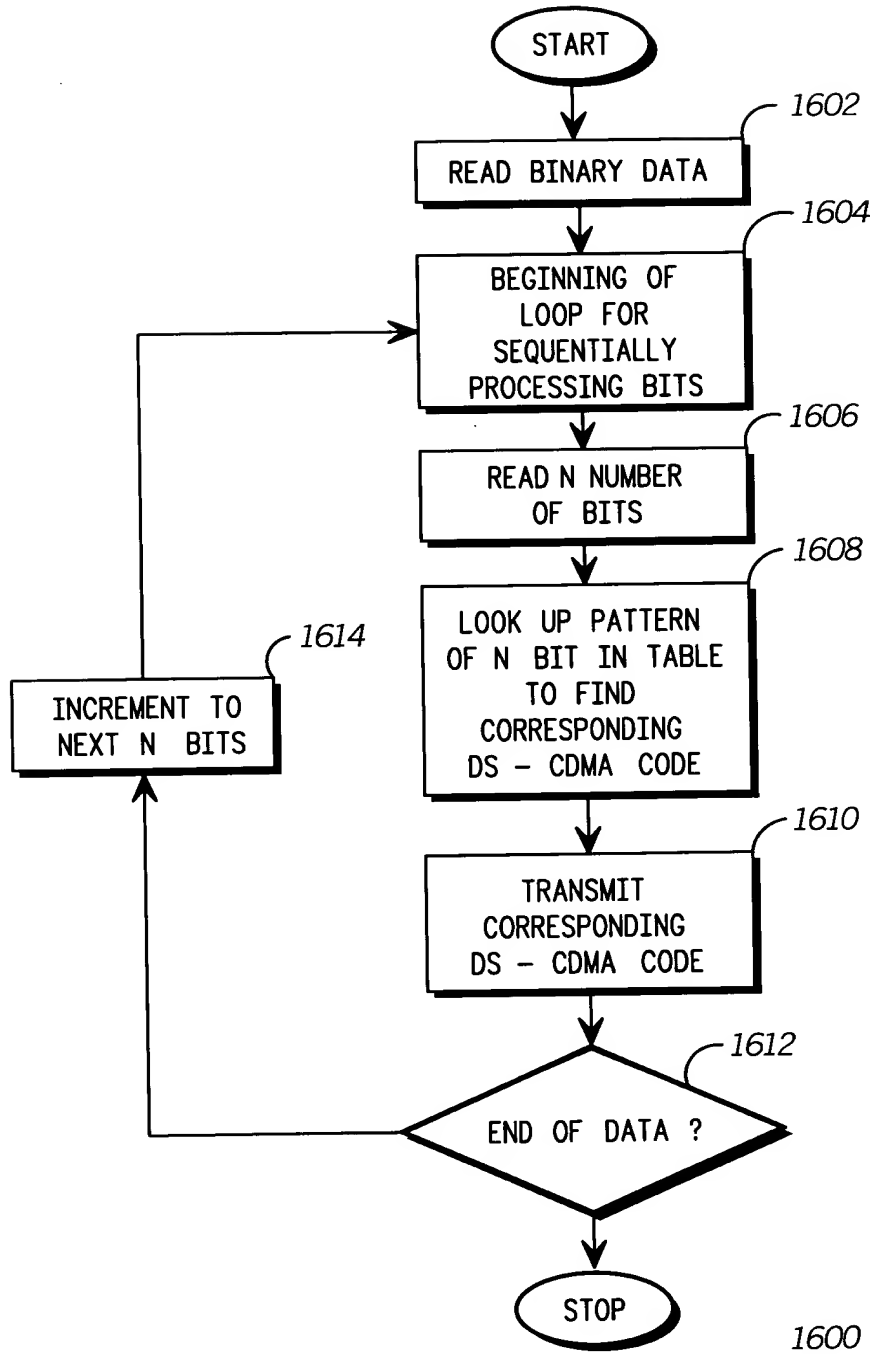 START
1602
READ BINARY DATA
1604
BEGINNING OF
LOOP FOR
SEQUENTIALLY
PROCESSING BITS
1606
READ N NUMBER
OF BITS
1608
LOOK UP PATTERN
OF N BIT IN TABLE
TO FIND
CORRESPONDING
DS - CDMA CODE
1614
INCREMENT TO
NEXT N BITS
1610
TRANSMIT
CORRESPONDING
DS - CDMA CODE
1612
END OF DATA ?
STOP
1600